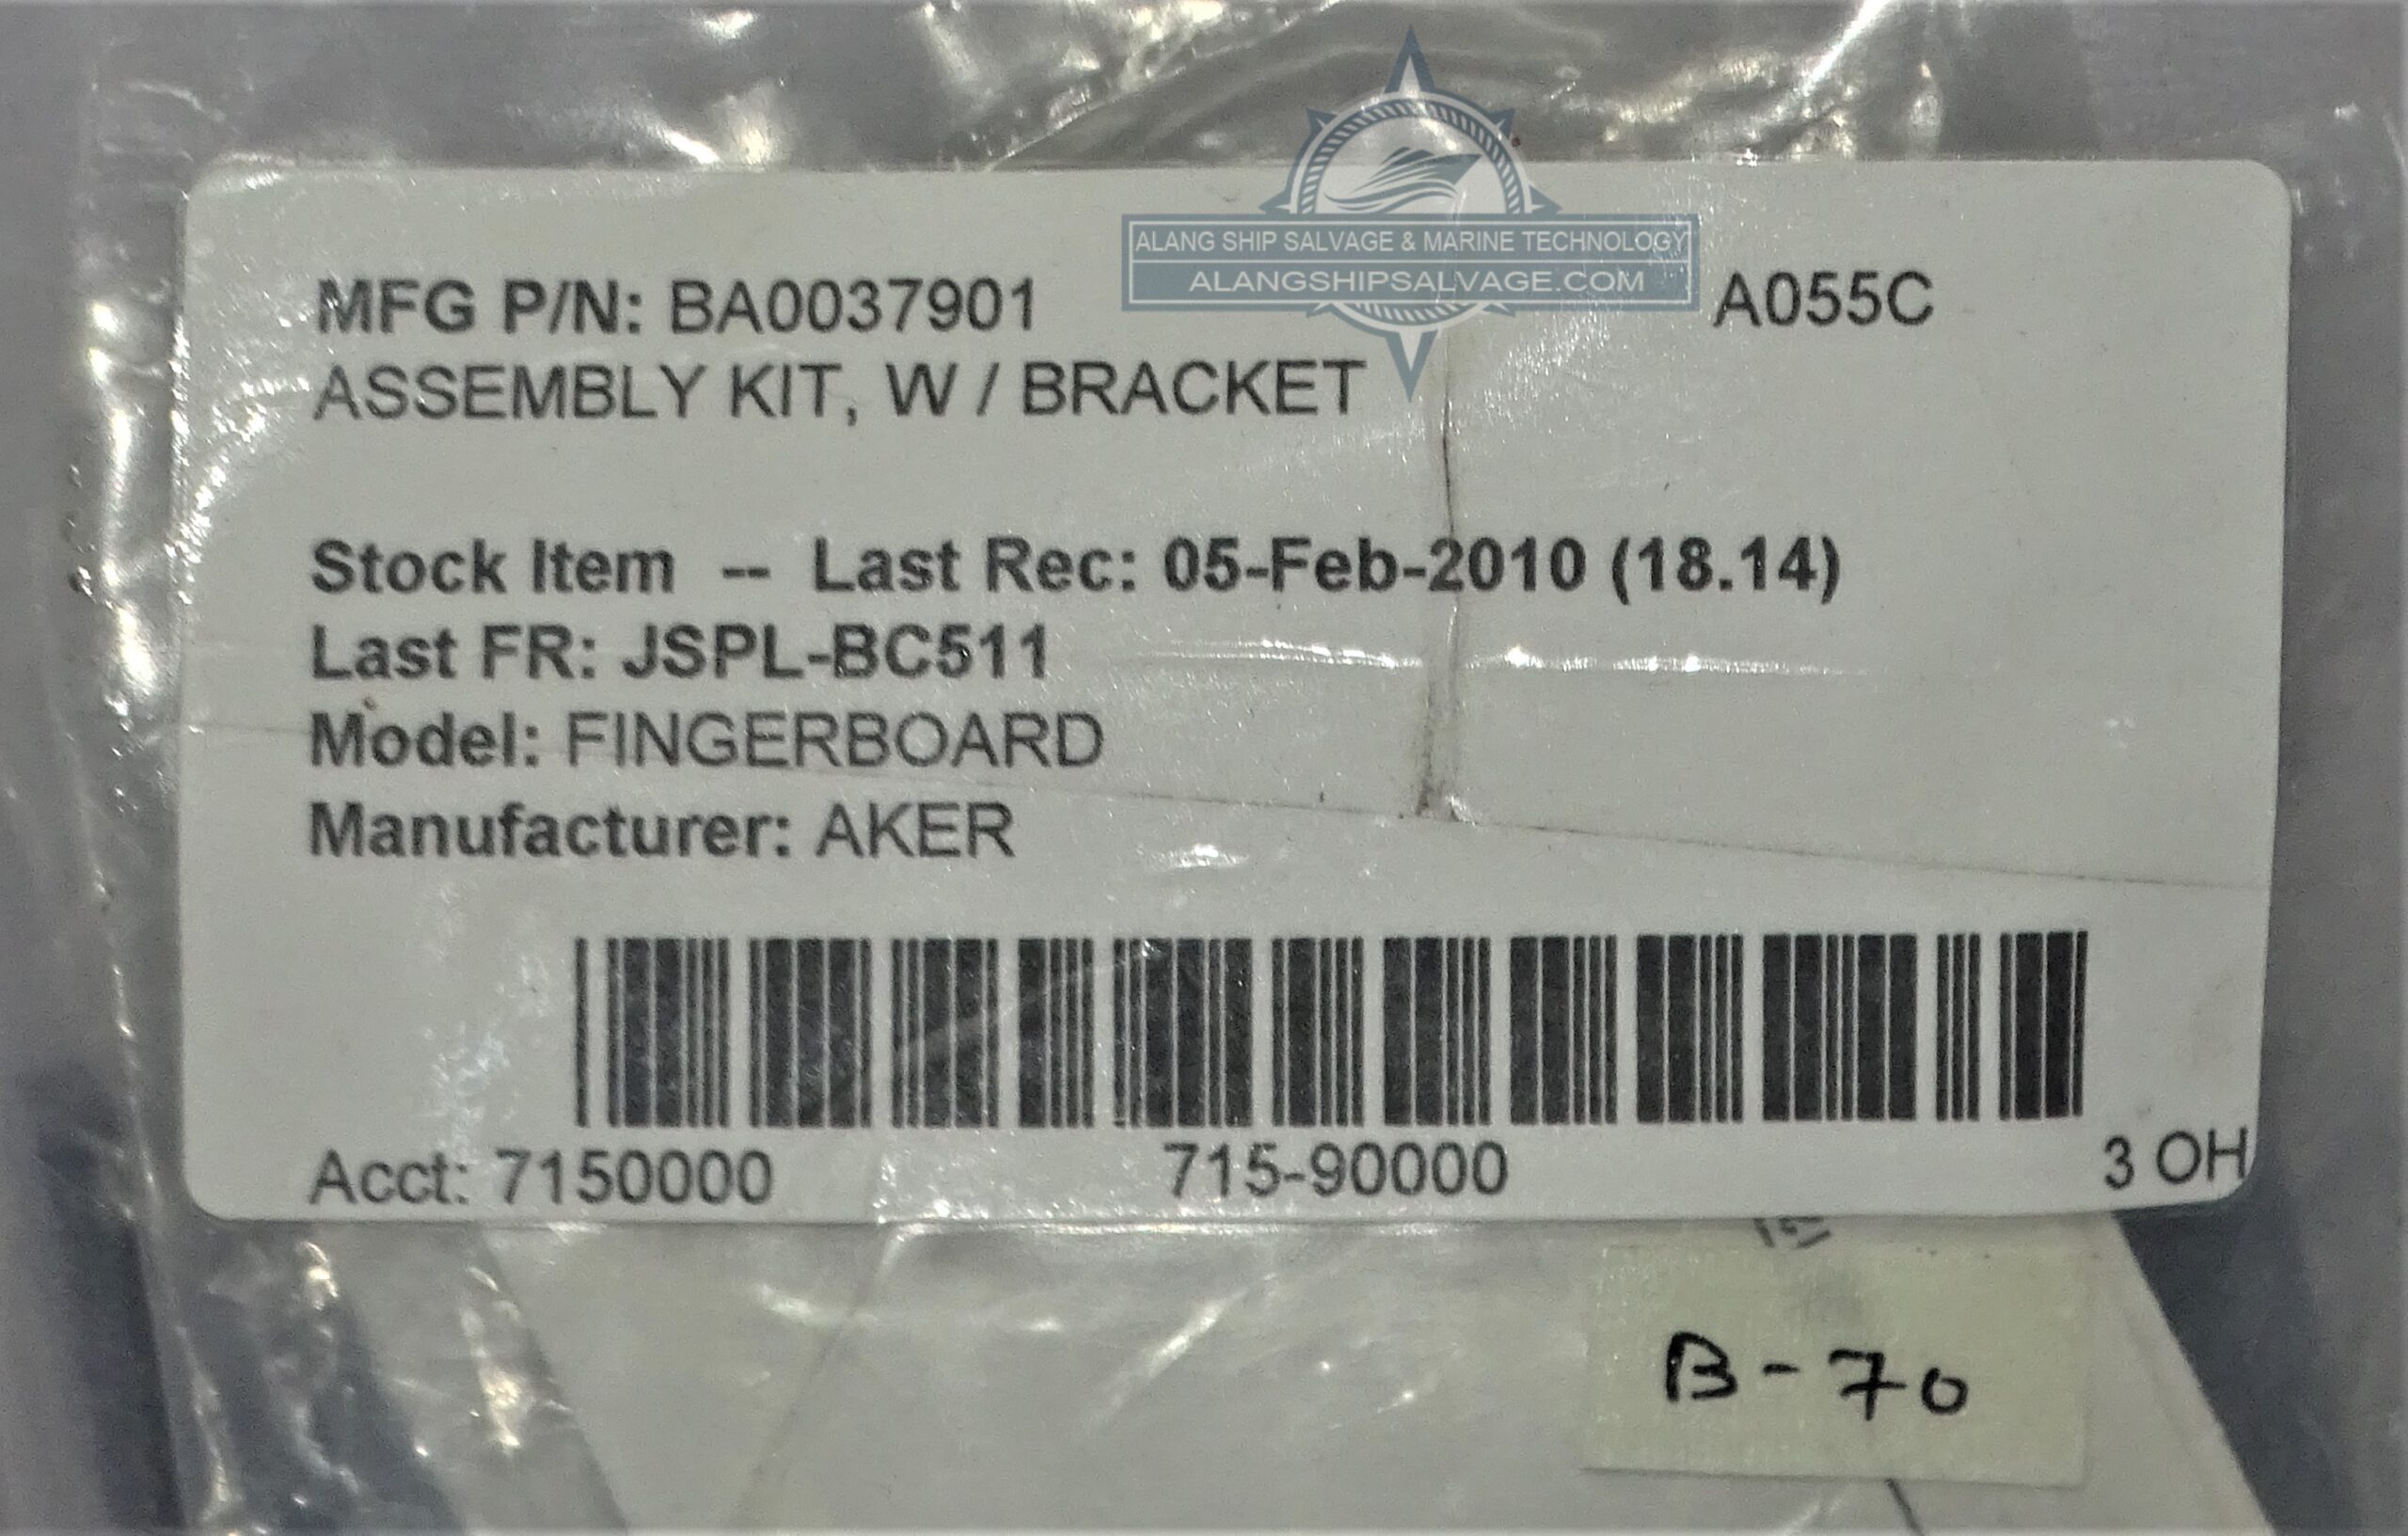 ALANG SHIP SALVAGE & MARINE TECHNOLOGY
ALANGSHIPSALVAGE.COM
MFG P/N: BA0037901 A055C
ASSEMBLY KIT, W / BRACKET
Stock Item -- Last Rec: 05-Feb-2010 (18.14)
Last FR: JSPL-BC511
Model: FINGERBOARD
Manufacturer: AKER
Acct: 7150000 715-90000 3 OH
B-70